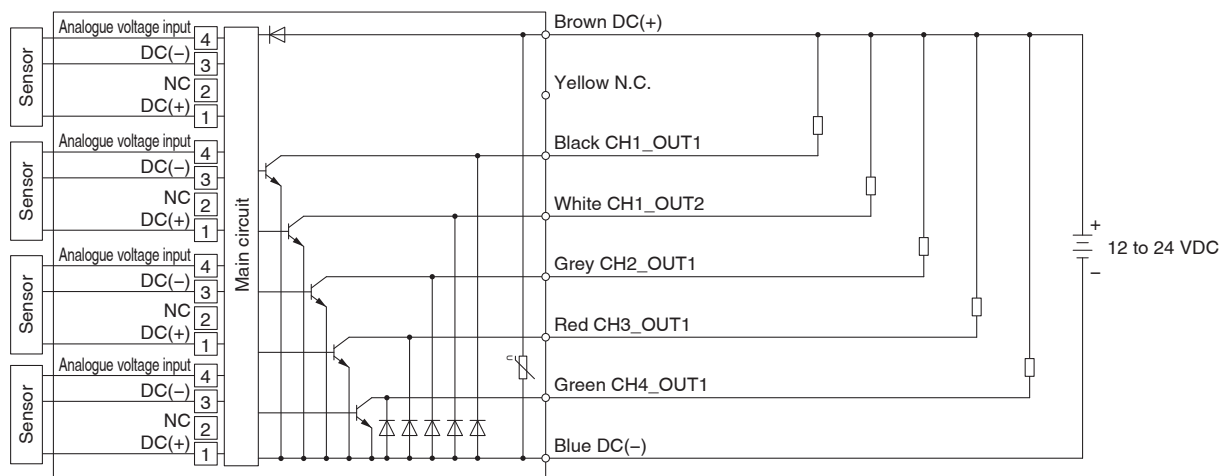 Sensor
Analogue voltage input 4
DC(−) 3
NC 2
DC(+) 1
Sensor
Analogue voltage input 4
DC(−) 3
NC 2
DC(+) 1
Sensor
Analogue voltage input 4
DC(−) 3
NC 2
DC(+) 1
Sensor
Analogue voltage input 4
DC(−) 3
NC 2
DC(+) 1
Main circuit
Brown DC(+)
Yellow N.C.
Black CH1_OUT1
White CH1_OUT2
Grey CH2_OUT1
Red CH3_OUT1
Green CH4_OUT1
Blue DC(−)
+
12 to 24 VDC
−